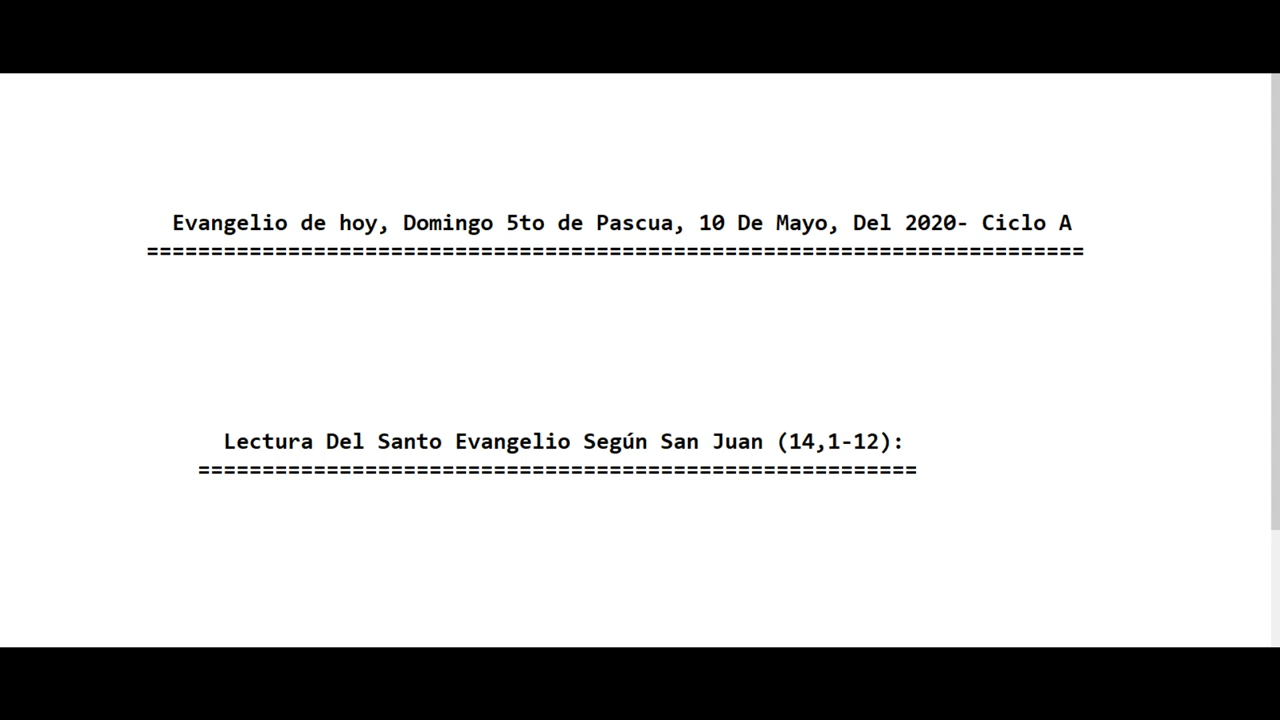 Evangelio de hoy, Domingo 5to de Pascua, 10 De Mayo, Del 2020- Ciclo A
=========================================================================
Lectura Del Santo Evangelio Según San Juan (14,1-12):
========================================================